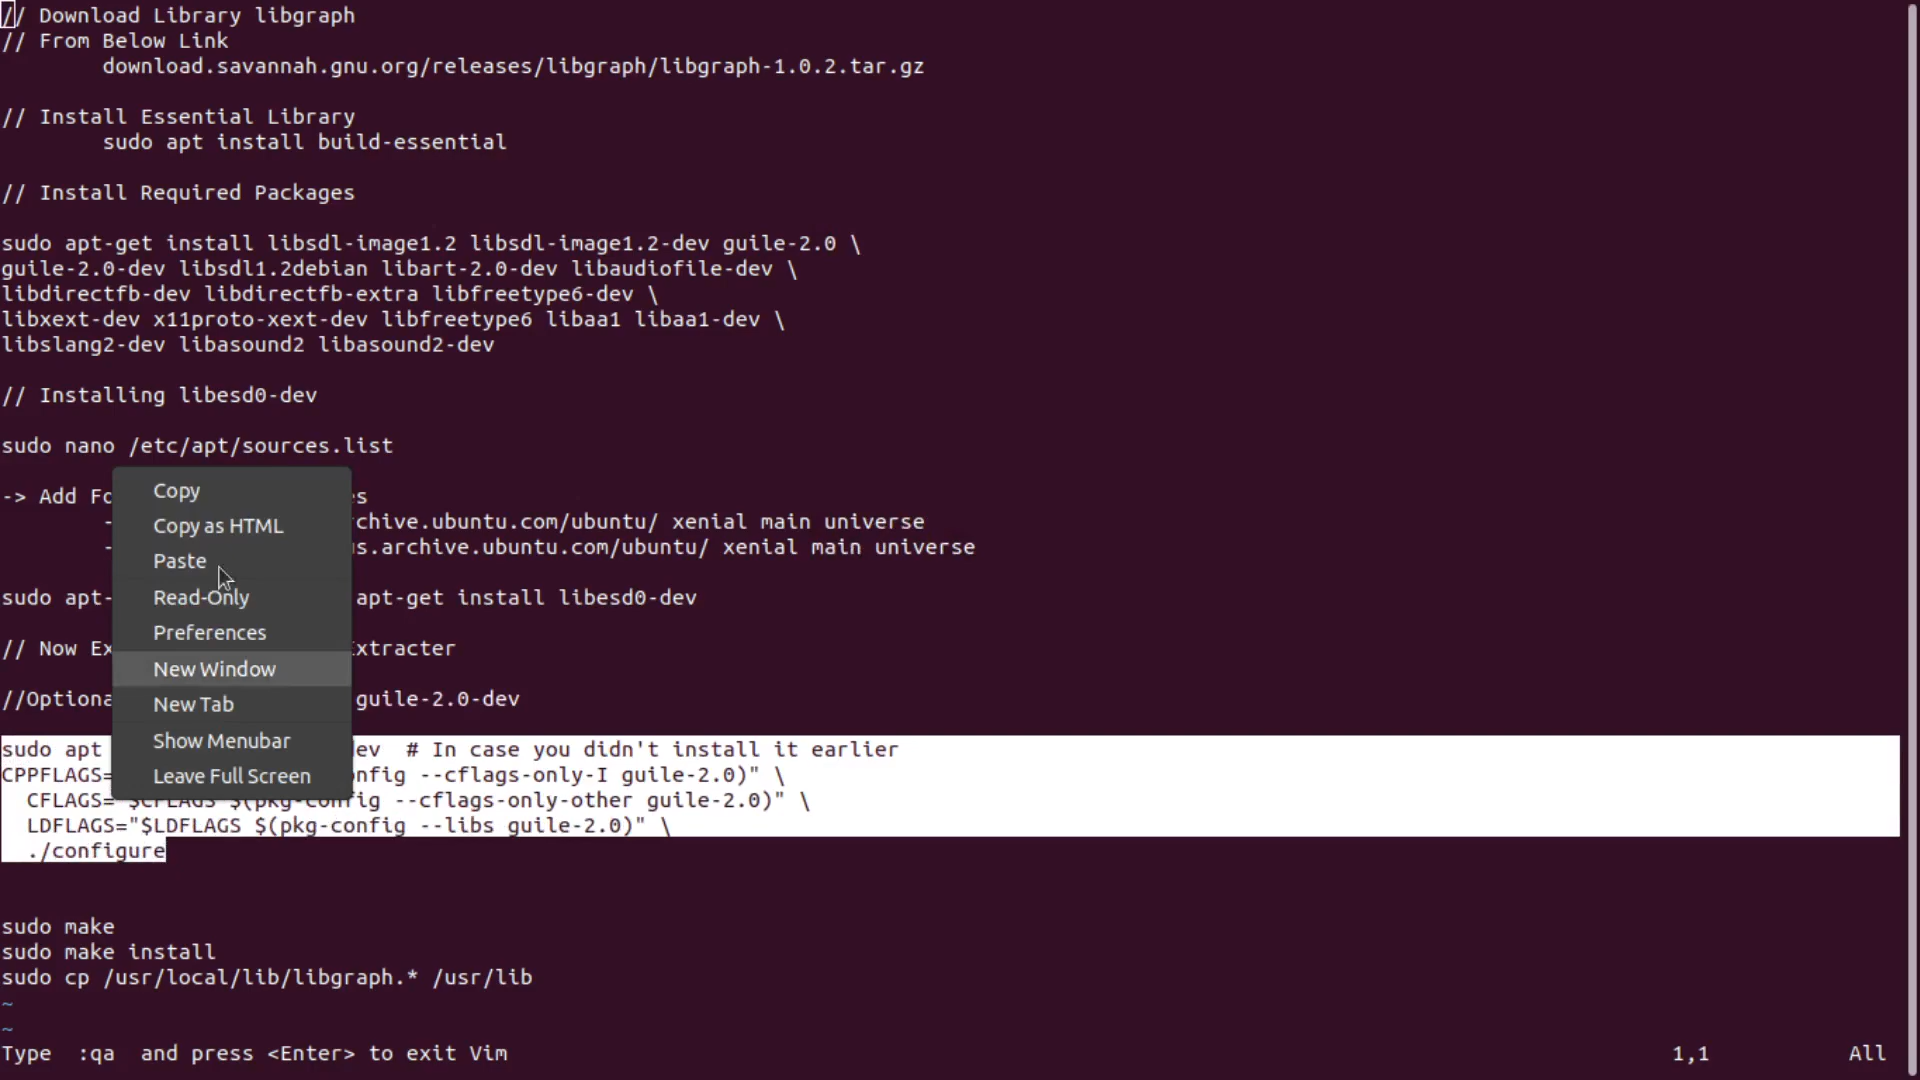 // Download Library libgraph
// From Below Link
download.savannah.gnu.org/releases/libgraph/libgraph-1.0.2.tar.gz
// Install Essential Library
sudo apt install build-essential
// Install Required Packages
sudo apt-get install libsdl-image1.2 libsdl-image1.2-dev guile-2.0 \
guile-2.0-dev libsdl1.2debian libart-2.0-dev libaudiofile-dev \
libdirectfb-dev libdirectfb-extra libfreetype6-dev \
libxext-dev x11proto-xext-dev libfreetype6 libaa1 libaa1-dev \
libslang2-dev libasound2 libasound2-dev
// Installing libesd0-dev
sudo nano /etc/apt/sources.list
-> Add
rchive.ubuntu.com/ubuntu/ xenial main universe
us.archive.ubuntu.com/ubuntu/ xenial main universe
sudo apt- apt-get install libesd0-dev
// Now Ex xtracter
//Optiona guile-2.0-dev
sudo apt ev # In case you didn't install it earlier
CPPFLAGS= nfig --cflags-only-I guile-2.0)" \
CFLAGS="$CFLAGS $(pkg-config --cflags-only-other guile-2.0)" \
LDFLAGS="$LDFLAGS $(pkg-config --libs guile-2.0)" \
./configure
sudo make
sudo make install
sudo cp /usr/local/lib/libgraph.* /usr/lib
~
~
Type :qa and press <Enter> to exit Vim 1,1 All
Copy
Copy as HTML
Paste
Read-Only
Preferences
New Window
New Tab
Show Menubar
Leave Full Screen